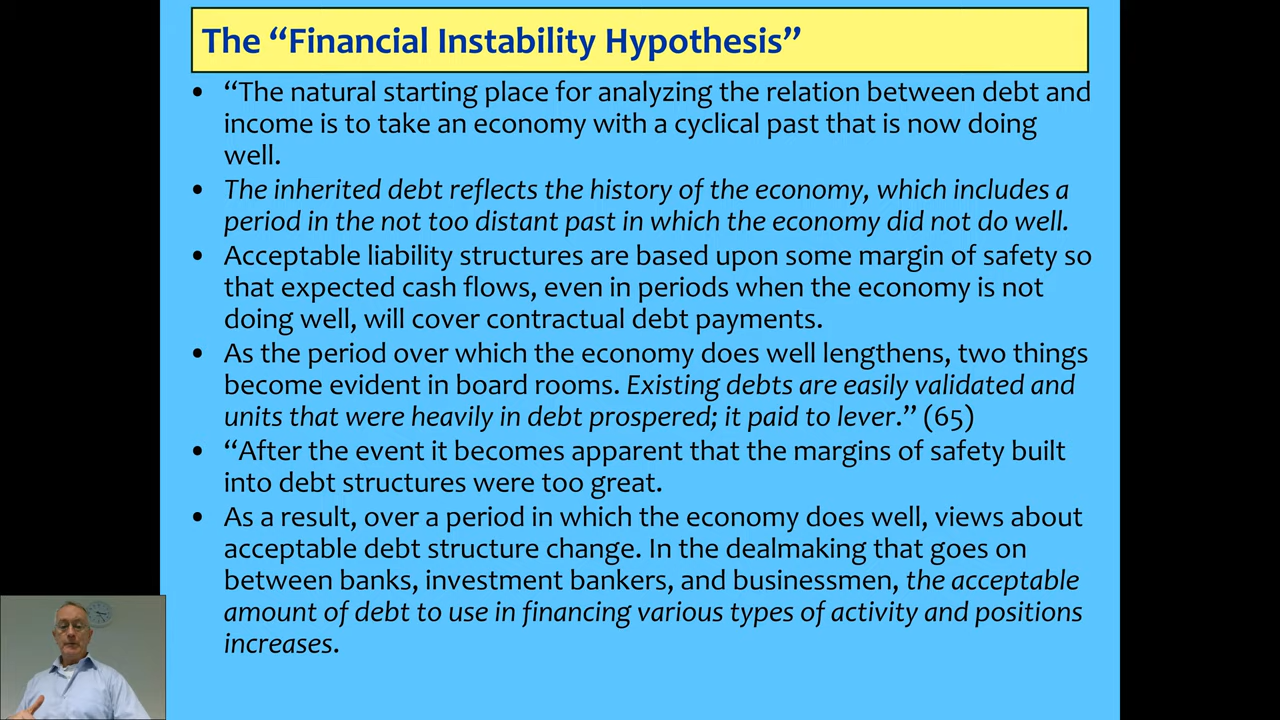 The “Financial Instability Hypothesis”
• “The natural starting place for analyzing the relation between debt and
income is to take an economy with a cyclical past that is now doing
well.
• The inherited debt reflects the history of the economy, which includes a
period in the not too distant past in which the economy did not do well.
• Acceptable liability structures are based upon some margin of safety so
that expected cash flows, even in periods when the economy is not
doing well, will cover contractual debt payments.
• As the period over which the economy does well lengthens, two things
become evident in board rooms. Existing debts are easily validated and
units that were heavily in debt prospered; it paid to lever.” (65)
• “After the event it becomes apparent that the margins of safety built
into debt structures were too great.
• As a result, over a period in which the economy does well, views about
acceptable debt structure change. In the dealmaking that goes on
between banks, investment bankers, and businessmen, the acceptable
amount of debt to use in financing various types of activity and positions
increases.